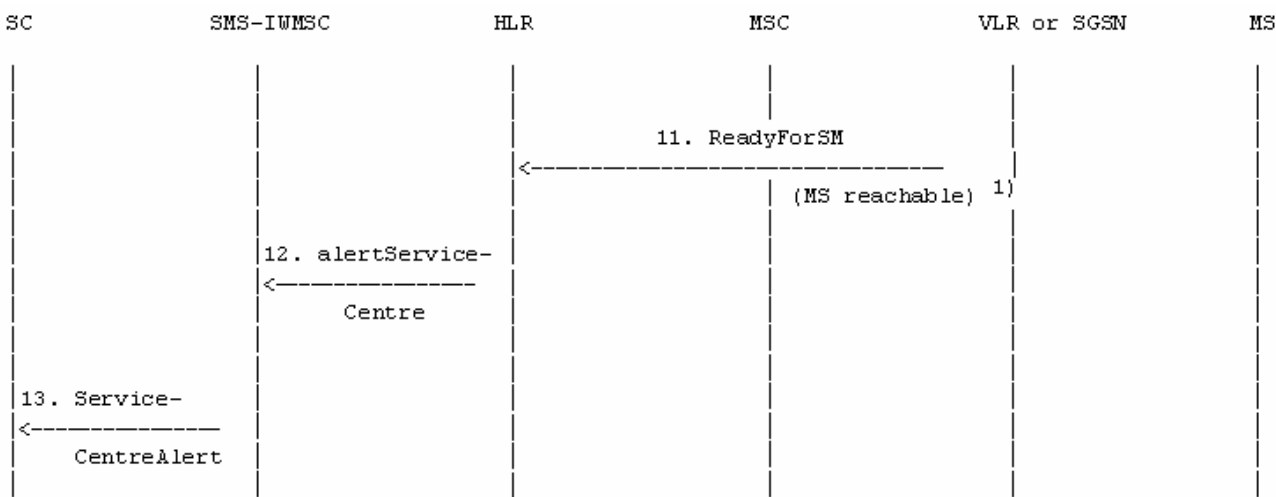 SC SMS-IWMSC HLR MSC VLR or SGSN MS
11. ReadyForSM
(MS reachable) 1)
12. alertService-
Centre
13. Service-
CentreAlert